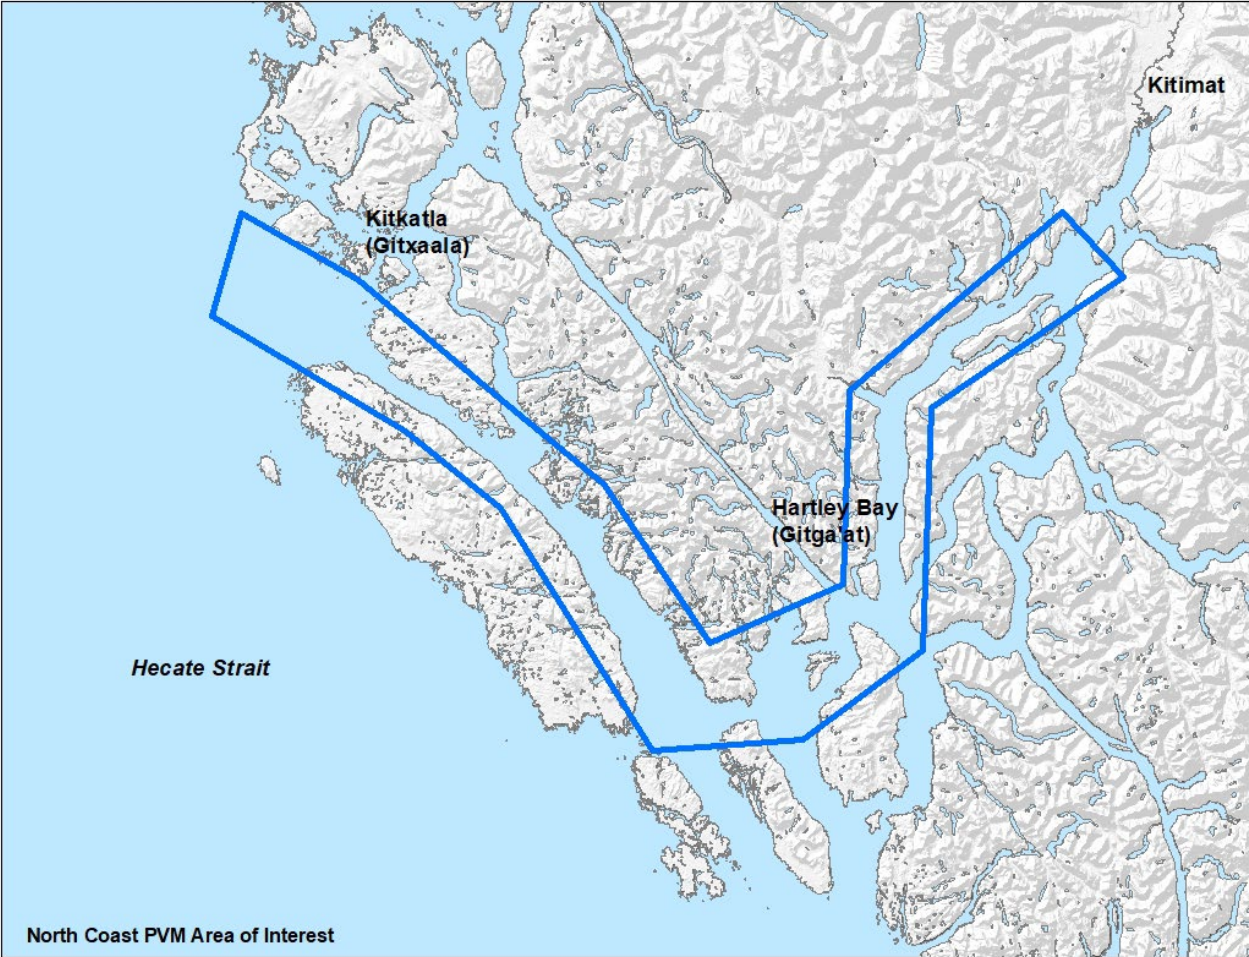 Kitimat
Kitkatla
(Gitxaala)
Hartley Bay
(Gitga'at)
Hecate Strait
North Coast PVM Area of Interest